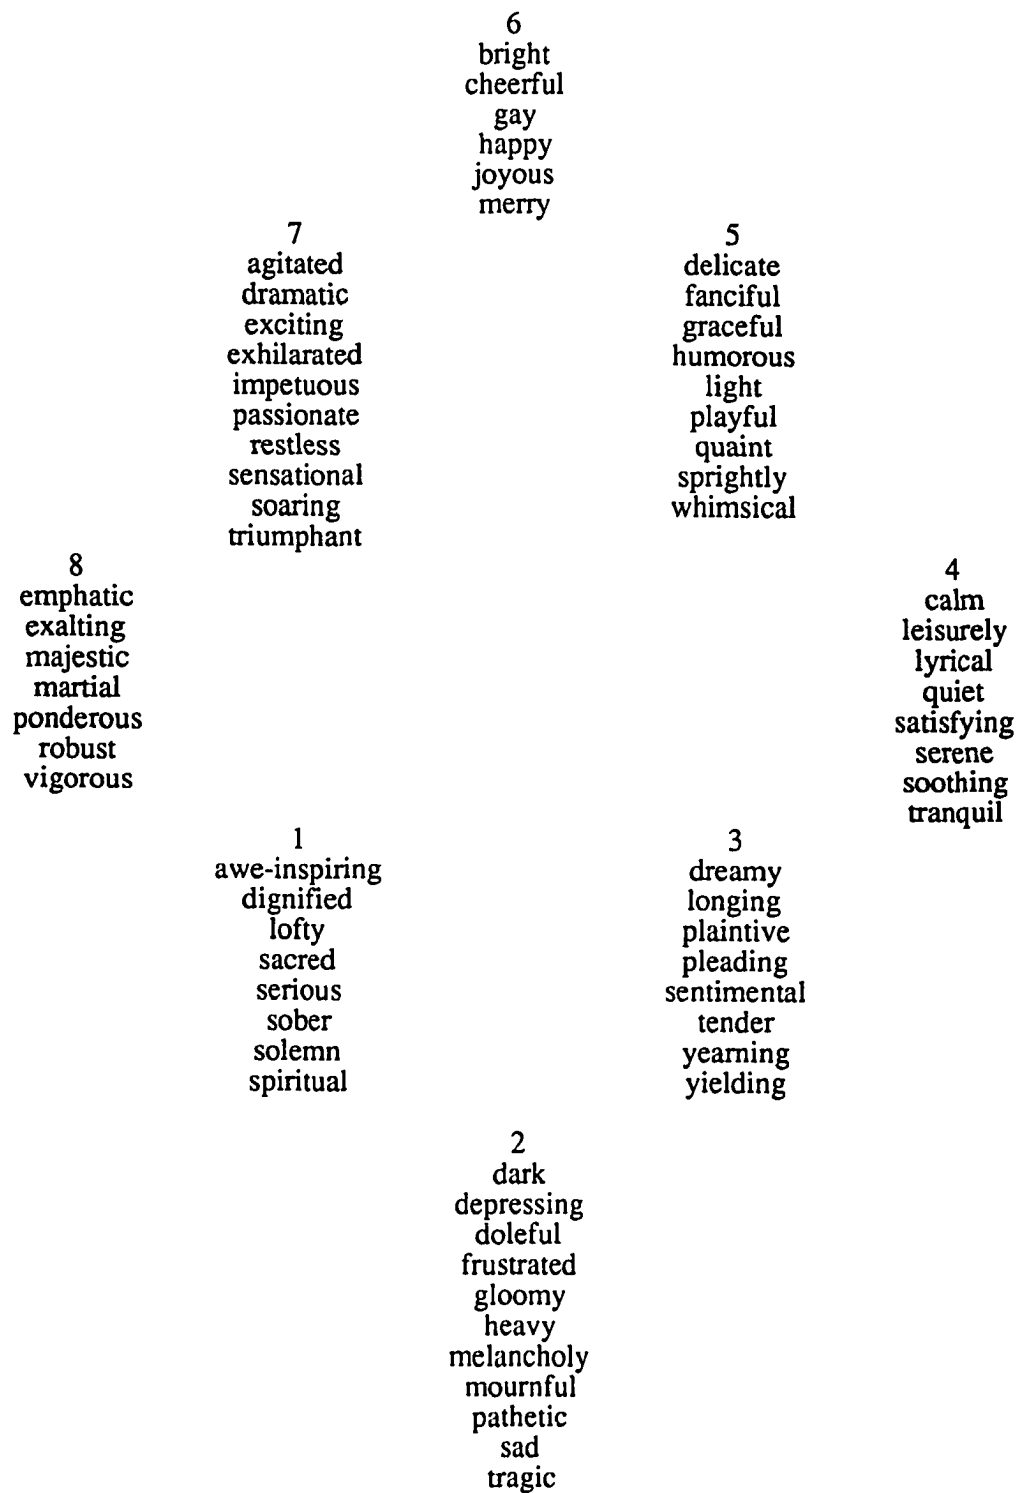 6
bright
cheerful
gay
happy
joyous
merry
7
agitated
dramatic
exciting
exhilarated
impetuous
passionate
restless
sensational
soaring
triumphant
5
delicate
fanciful
graceful
humorous
light
playful
quaint
sprightly
whimsical
8
emphatic
exalting
majestic
martial
ponderous
robust
vigorous
4
calm
leisurely
lyrical
quiet
satisfying
serene
soothing
tranquil
1
awe-inspiring
dignified
lofty
sacred
serious
sober
solemn
spiritual
3
dreamy
longing
plaintive
pleading
sentimental
tender
yearning
yielding
2
dark
depressing
doleful
frustrated
gloomy
heavy
melancholy
mournful
pathetic
sad
tragic